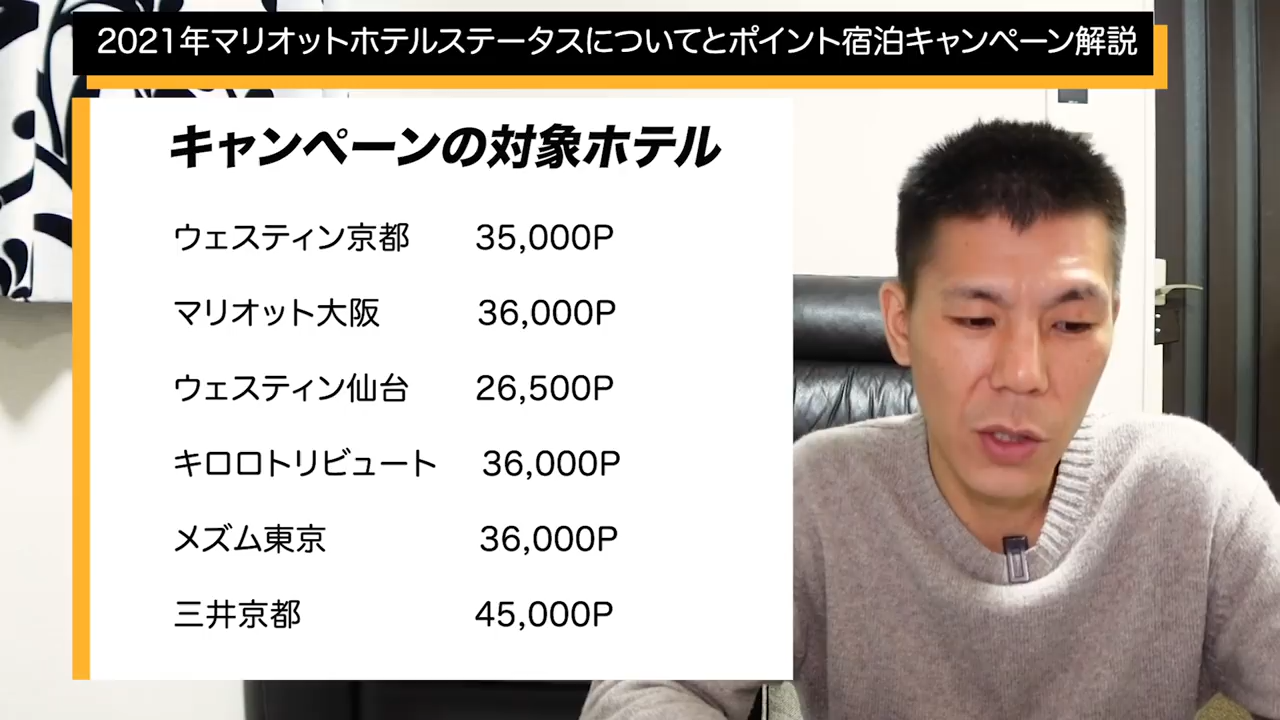 2021年マリオットホテルステータスについてとポイント宿泊キャンペーン解説
キャンペーンの対象ホテル
ウェスティン京都 35,000P
マリオット大阪 36,000P
ウェスティン仙台 26,500P
キロロトリビュート 36,000P
メズム東京 36,000P
三井京都 45,000P